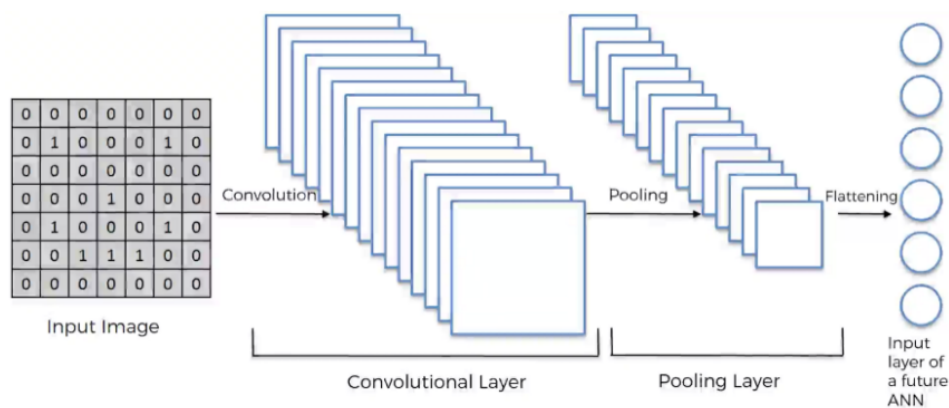 0 0 0 0 0 0 0
0 1 0 0 0 1 0
0 0 0 0 0 0 0
0 0 0 1 0 0 0
0 1 0 0 0 1 0
0 0 1 1 1 0 0
0 0 0 0 0 0 0
Input Image
Convolution
Convolutional Layer
Pooling
Pooling Layer
Flattening
Input
layer of
a future
ANN